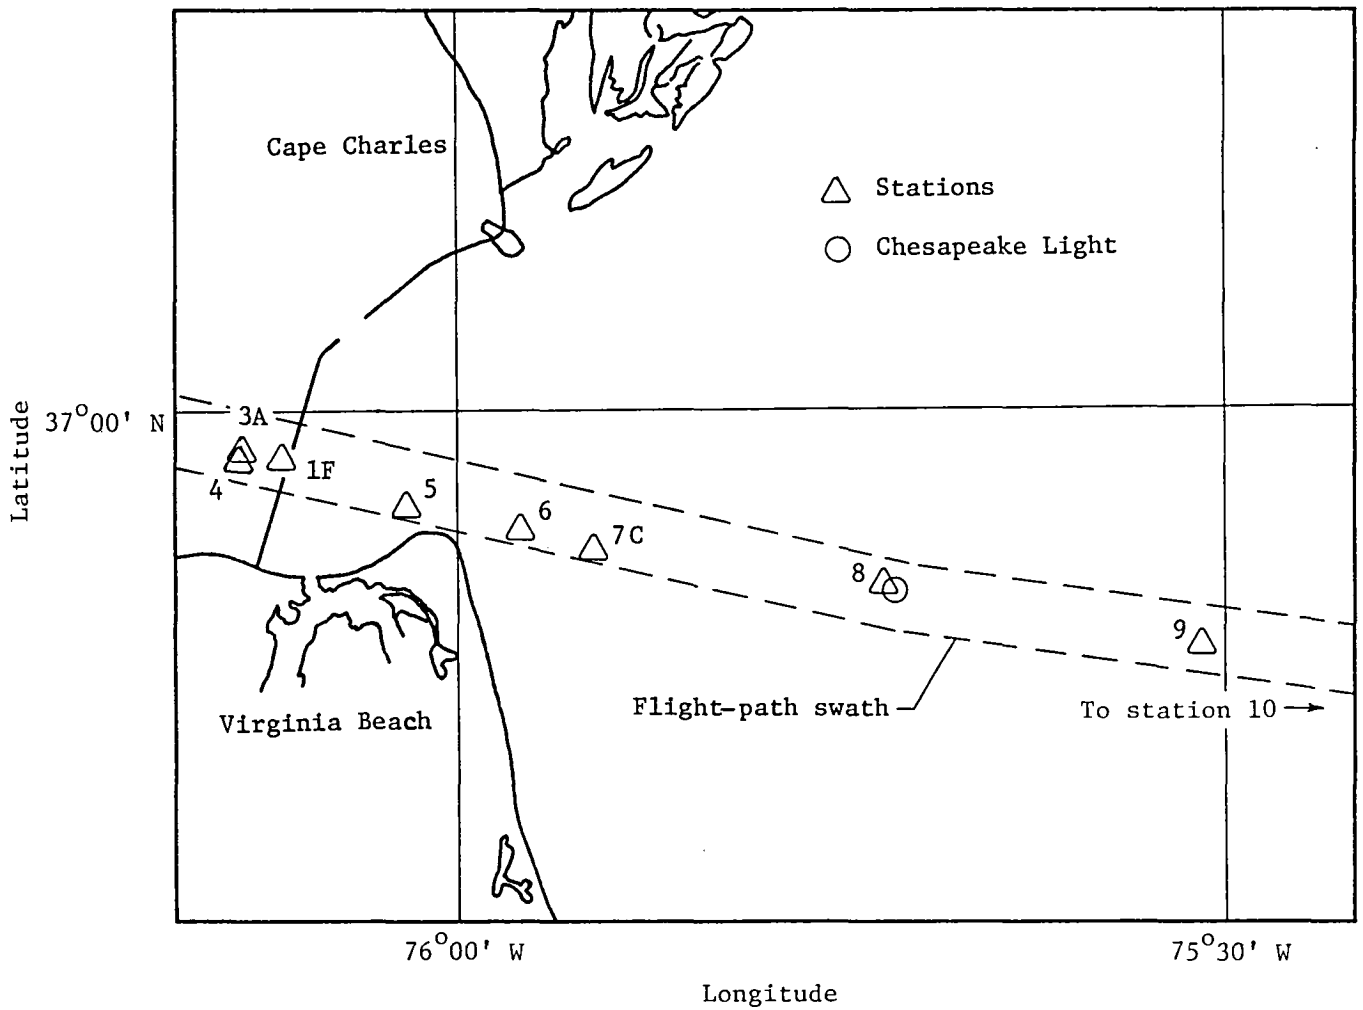 Cape Charles
Stations
Chesapeake Light
Latitude
37°00' N
3A
4
1F
5
6
7C
8
9
Flight-path swath
To station 10
Virginia Beach
76°00' W
75°30' W
Longitude